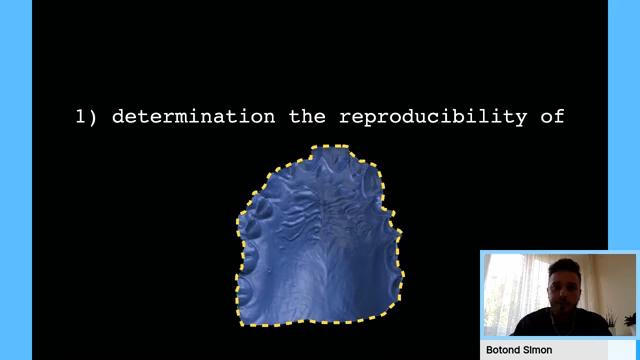 1) determination the reproducibility of
Botond Simon